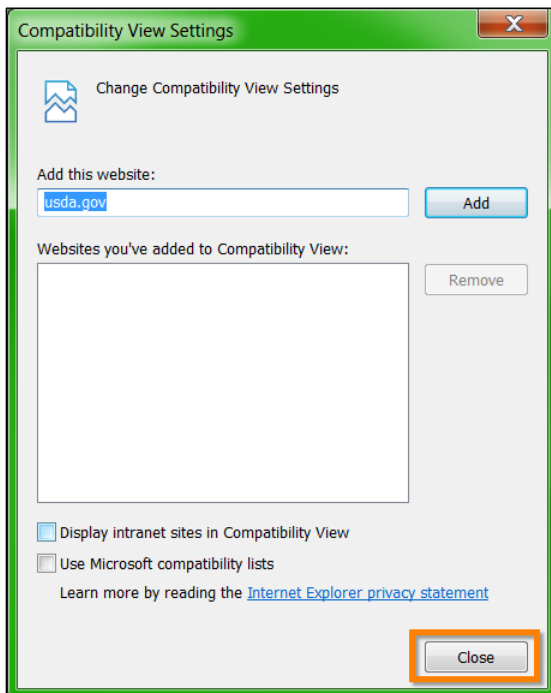 Compatibility View Settings
X
Change Compatibility View Settings
Add this website:
usda.gov
Add
Websites you've added to Compatibility View:
Remove
Display intranet sites in Compatibility View
Use Microsoft compatibility lists
Learn more by reading the Internet Explorer privacy statement
Close